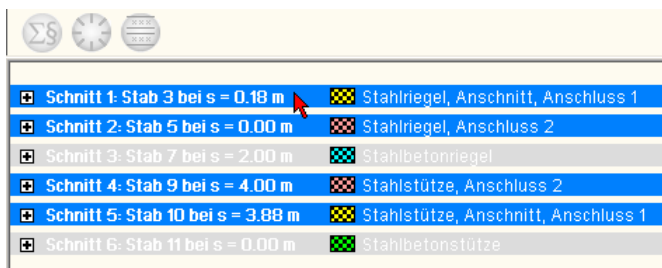 Σ§
Schnitt 1: Stab 3 bei s = 0.18 m Stahlriegel, Anschnitt, Anschluss 1
Schnitt 2: Stab 5 bei s = 0.00 m Stahlriegel, Anschluss 2
Schnitt 3: Stab 7 bei s = 2.00 m Stahlbetonriegel
Schnitt 4: Stab 9 bei s = 4.00 m Stahlstütze, Anschluss 2
Schnitt 5: Stab 10 bei s = 3.88 m Stahlstütze, Anschnitt, Anschluss 1
Schnitt 6: Stab 11 bei s = 0.00 m Stahlbetonstütze